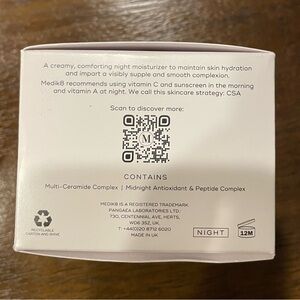 A creamy, comforting night moisturizer to maintain skin hydration
and impart a visibly supple and smooth complexion.
Medik8 recommends using vitamin C and sunscreen in the morning
and vitamin A at night. We call this skincare strategy: CSA
Scan to discover more:
M
CONTAINS
Multi-Ceramide Complex | Midnight Antioxidant & Peptide Complex
MEDIK8 IS A REGISTERED TRADEMARK
PANGAEA LABORATORIES LTD.
730, CENTENNIAL AVE, HERTS,
WD6 3SZ, UK
T: +44(0)20 8712 6020
MADE IN UK
RECYCLABLE
CARTON AND
NIGHT
12M